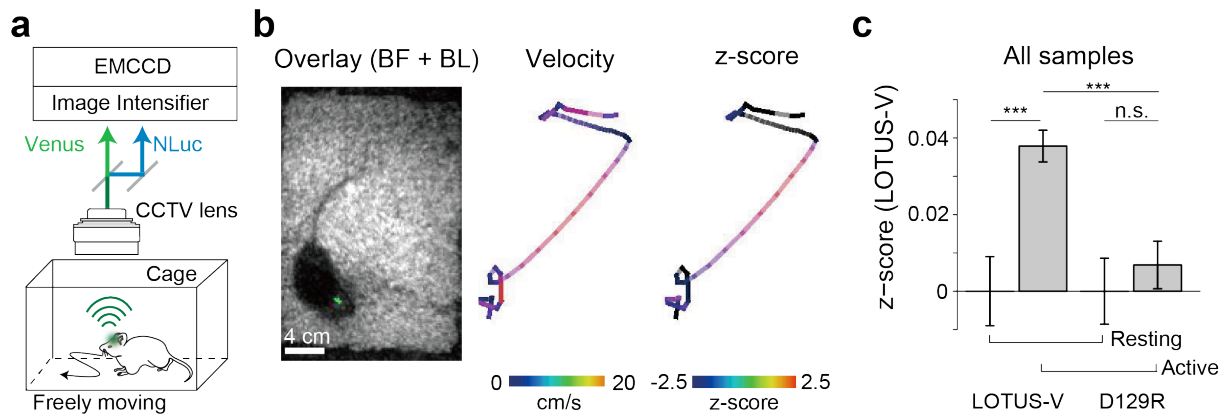 a
EMCCD
Image Intensifier
Venus
NLuc
CCTV lens
Cage
Freely moving
b
Overlay (BF + BL)
Velocity
z-score
4 cm
0
20
cm/s
-2.5
2.5
z-score
c
All samples
***
***
n.s.
z−score (LOTUS-V)
0.04
0.02
0
Resting
Active
LOTUS-V
D129R